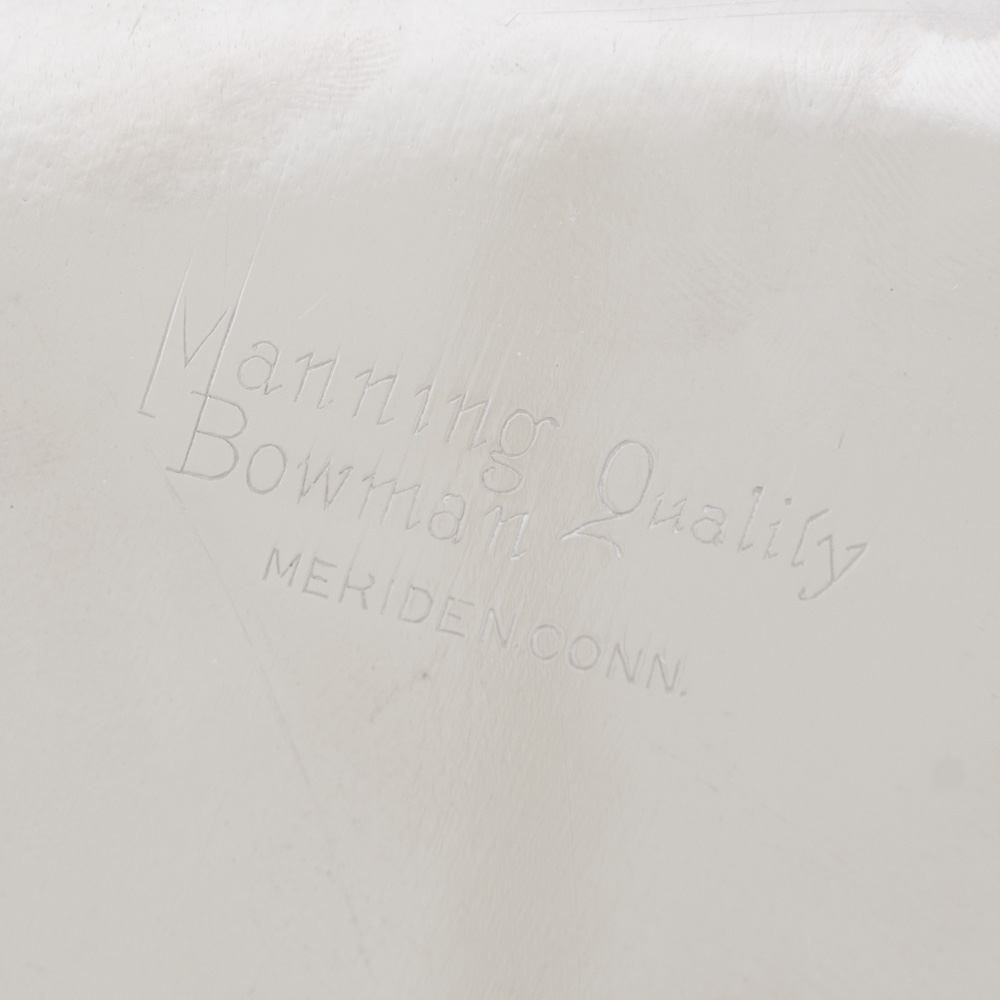 Manning
Bowman Quality
MERIDEN, CONN.